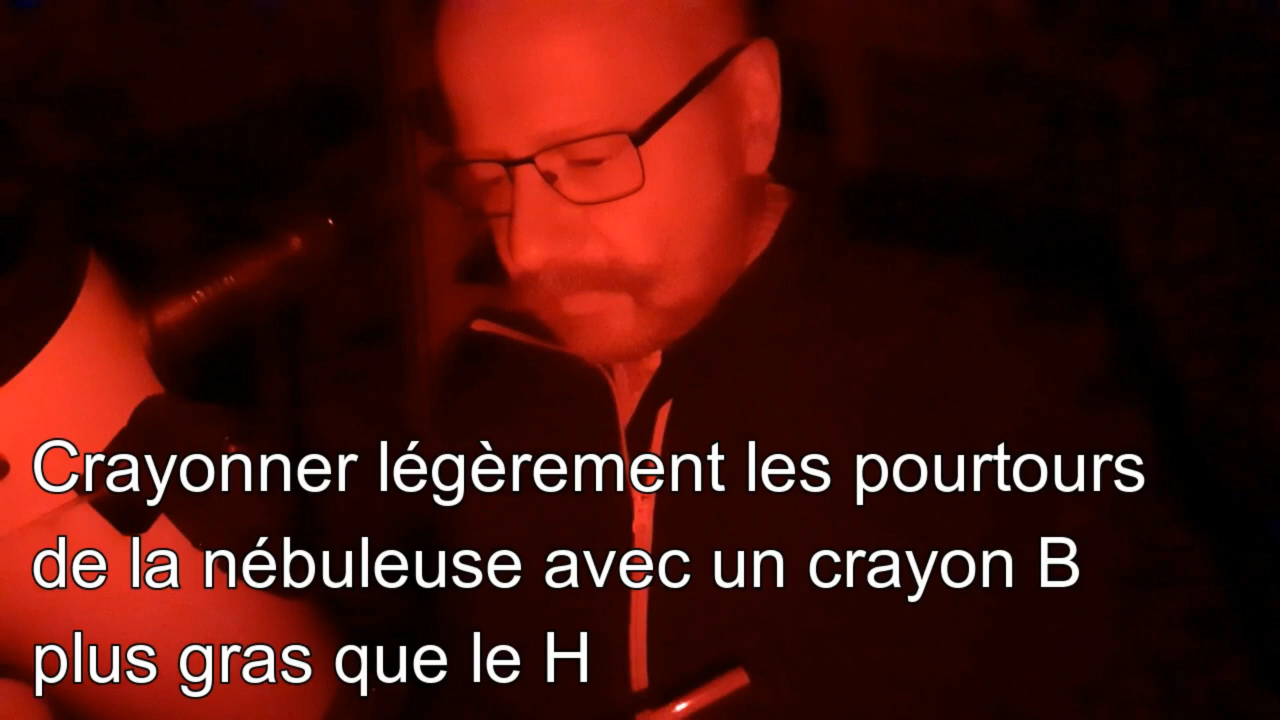 Crayonner légèrement les pourtours
de la nébuleuse avec un crayon B
plus gras que le H